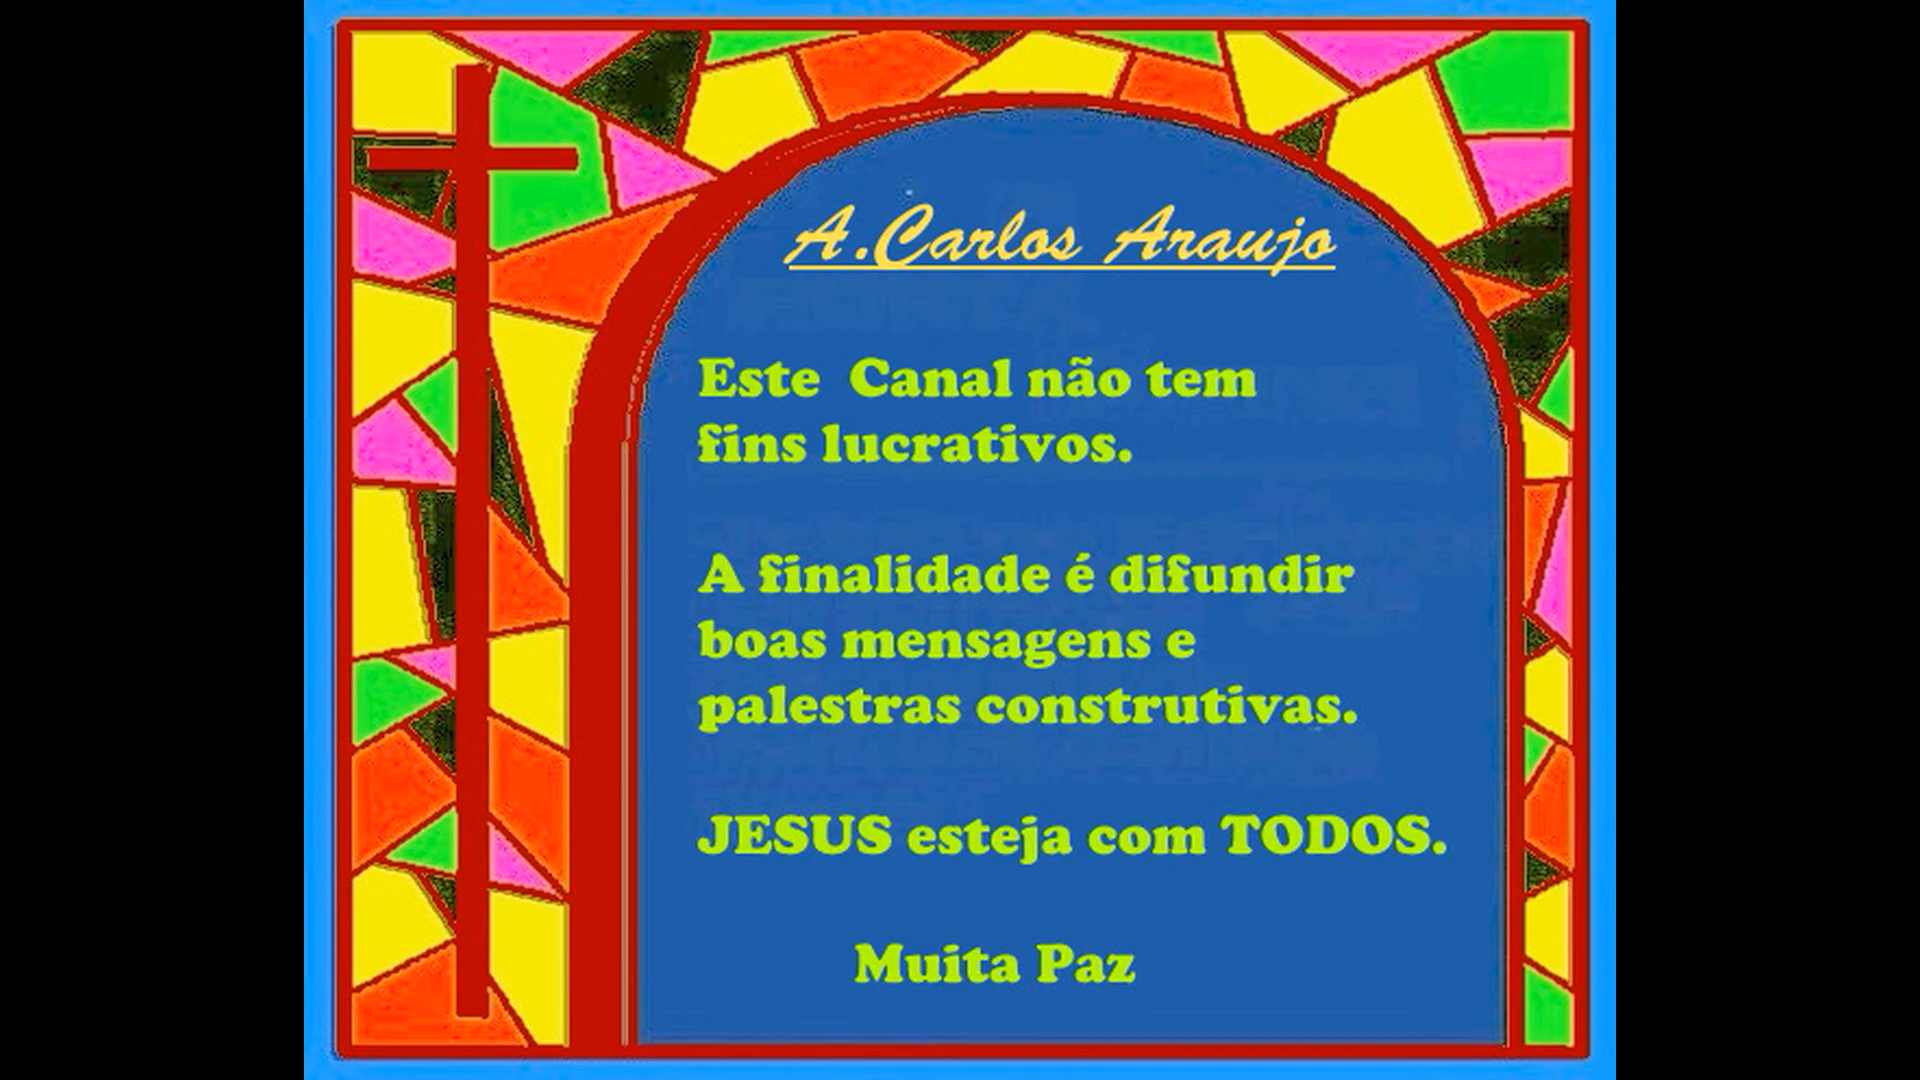 A.Carlos Araujo
Este Canal não tem
fins lucrativos.
A finalidade é difundir
boas mensagens e
palestras construtivas.
JESUS esteja com TODOS.
Muita Paz